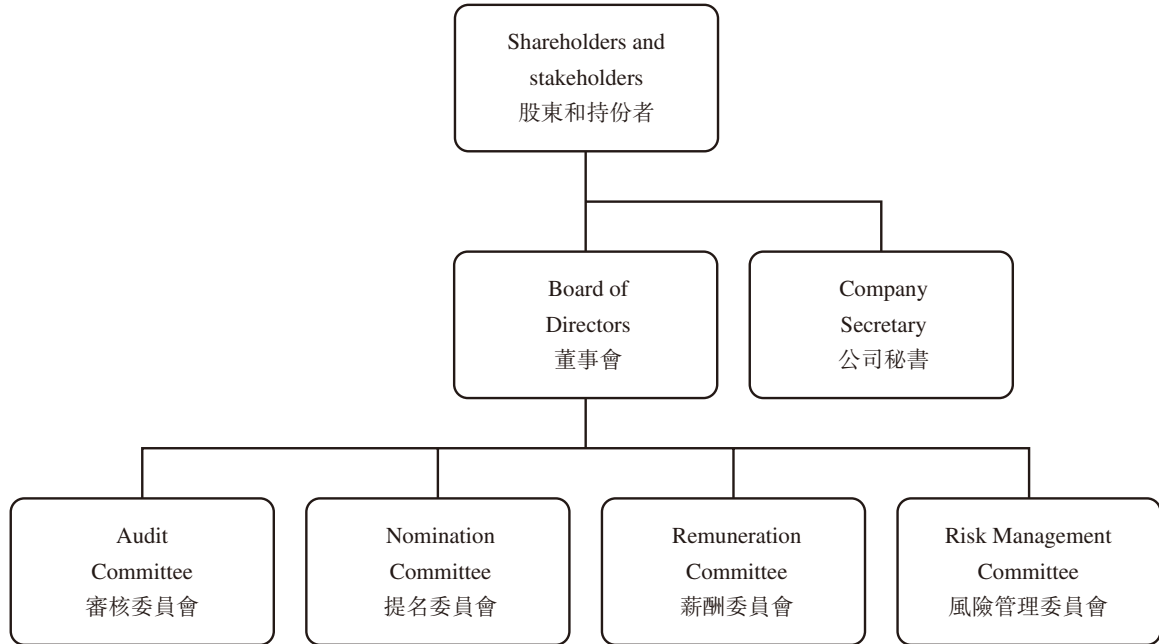 Shareholders and
stakeholders
股東和持份者
Board of
Directors
董事會
Company
Secretary
公司秘書
Audit
Committee
審核委員會
Nomination
Committee
提名委員會
Remuneration
Committee
薪酬委員會
Risk Management
Committee
風險管理委員會